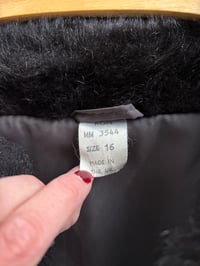 MM 3544
SIZE 16
MADE IN
THE UK